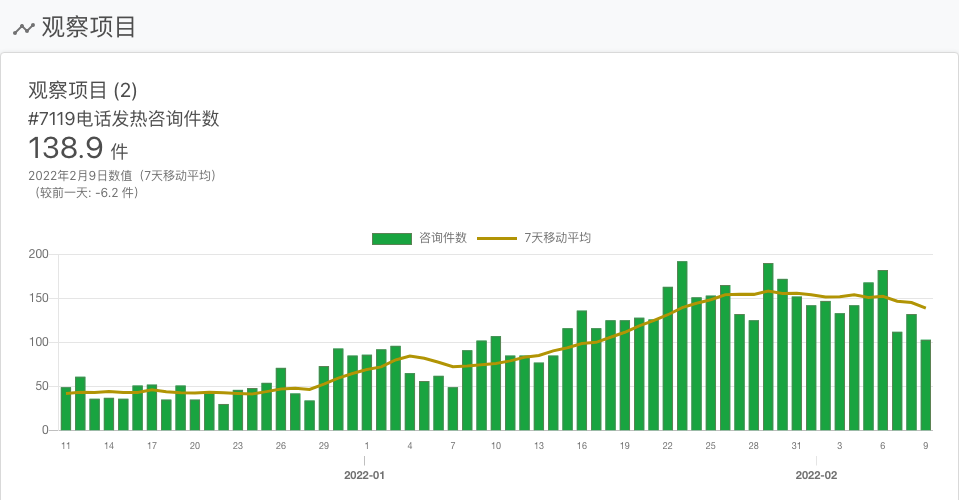 观察项目
观察项目 (2)
#7119电话发热咨询件数
138.9 件
2022年2月9日数值（7天移动平均）
（较前一天: -6.2 件）
咨询件数 7天移动平均
200
150
100
50
0
11 14 17 20 23 26 29 1 4 7 10 13 16 19 22 25 28 31 3 6 9
2022-01 2022-02